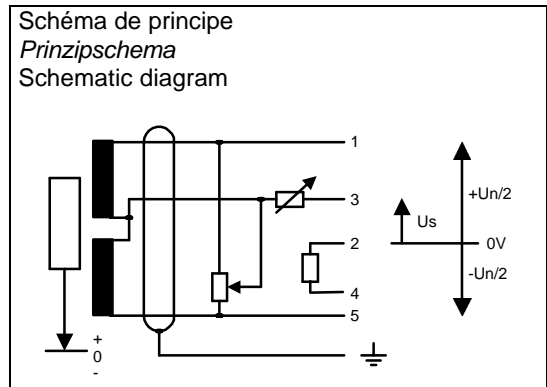 Schéma de principe
Prinzipschema
Schematic diagram
1
3
2
4
5
Us
+Un/2
0V
-Un/2
+
0
-